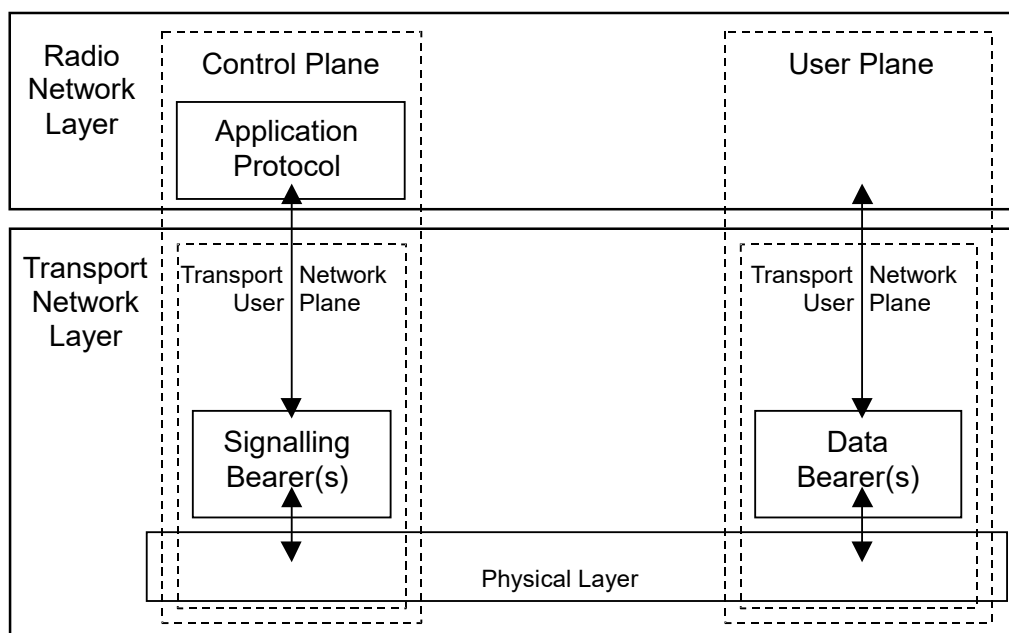 Radio
Network
Layer
Control Plane
User Plane
Application
Protocol
Transport
Network
Layer
Transport Network
User Plane
Transport Network
User Plane
Signalling
Bearer(s)
Data
Bearer(s)
Physical Layer